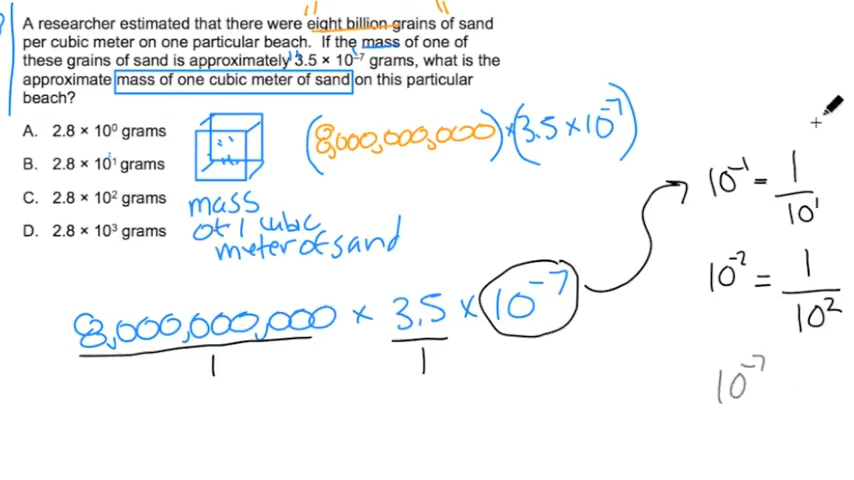 A researcher estimated that there were eight billion grains of sand
per cubic meter on one particular beach. If the mass of one of
these grains of sand is approximately 3.5 × 10⁻⁷ grams, what is the
approximate mass of one cubic meter of sand on this particular
beach?
A. 2.8 × 10⁰ grams
B. 2.8 × 10¹ grams
C. 2.8 × 10² grams
D. 2.8 × 10³ grams
(8,000,000,000) × (3.5 × 10⁻⁷)
mass
of 1 cubic
meter of sand
8,000,000,000 × 3.5 × 10⁻⁷
1 1
10⁻¹ = 1/10¹
10⁻² = 1/10²
10⁻⁷